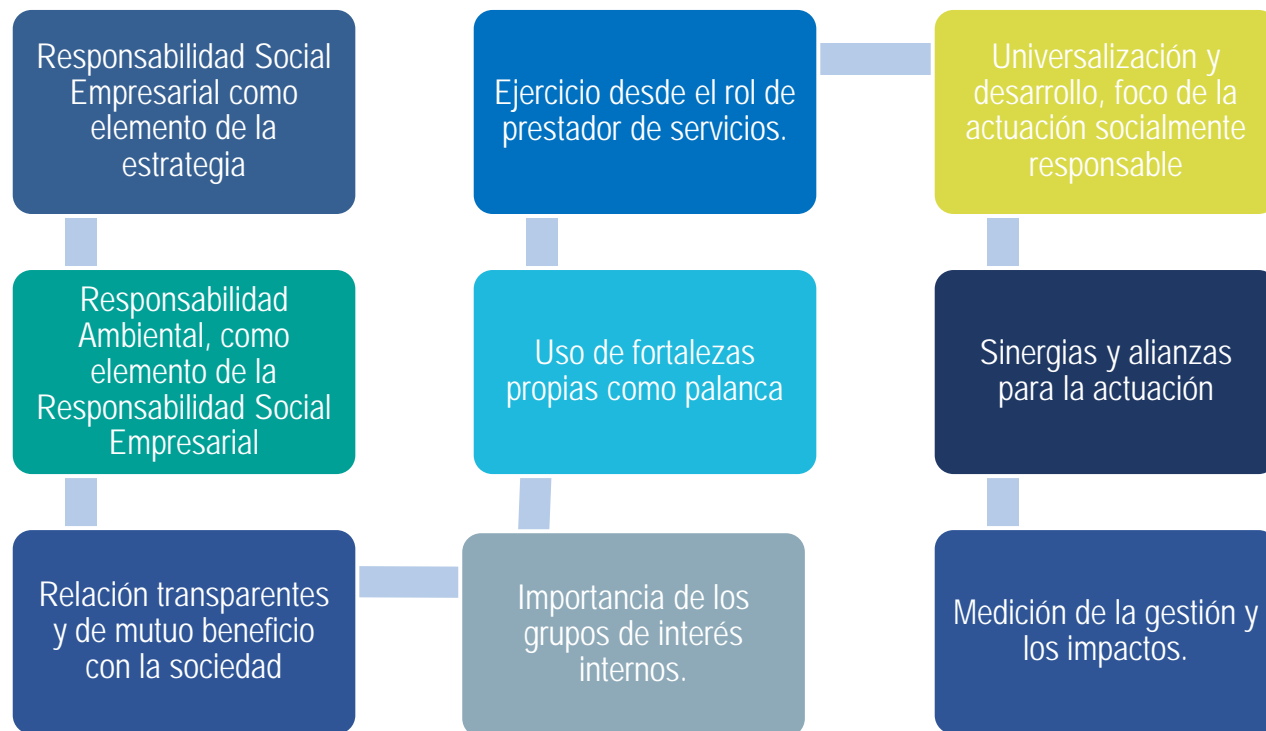 Responsabilidad Social
Empresarial como
elemento de la
estrategia
Responsabilidad
Ambiental, como
elemento de la
Responsabilidad Social
Empresarial
Relación transparentes
y de mutuo beneficio
con la sociedad
Importancia de los
grupos de interés
internos.
Uso de fortalezas
propias como palanca
Ejercicio desde el rol de
prestador de servicios.
Universalización y
desarrollo, foco de la
actuación socialmente
responsable
Sinergias y alianzas
para la actuación
Medición de la gestión y
los impactos.